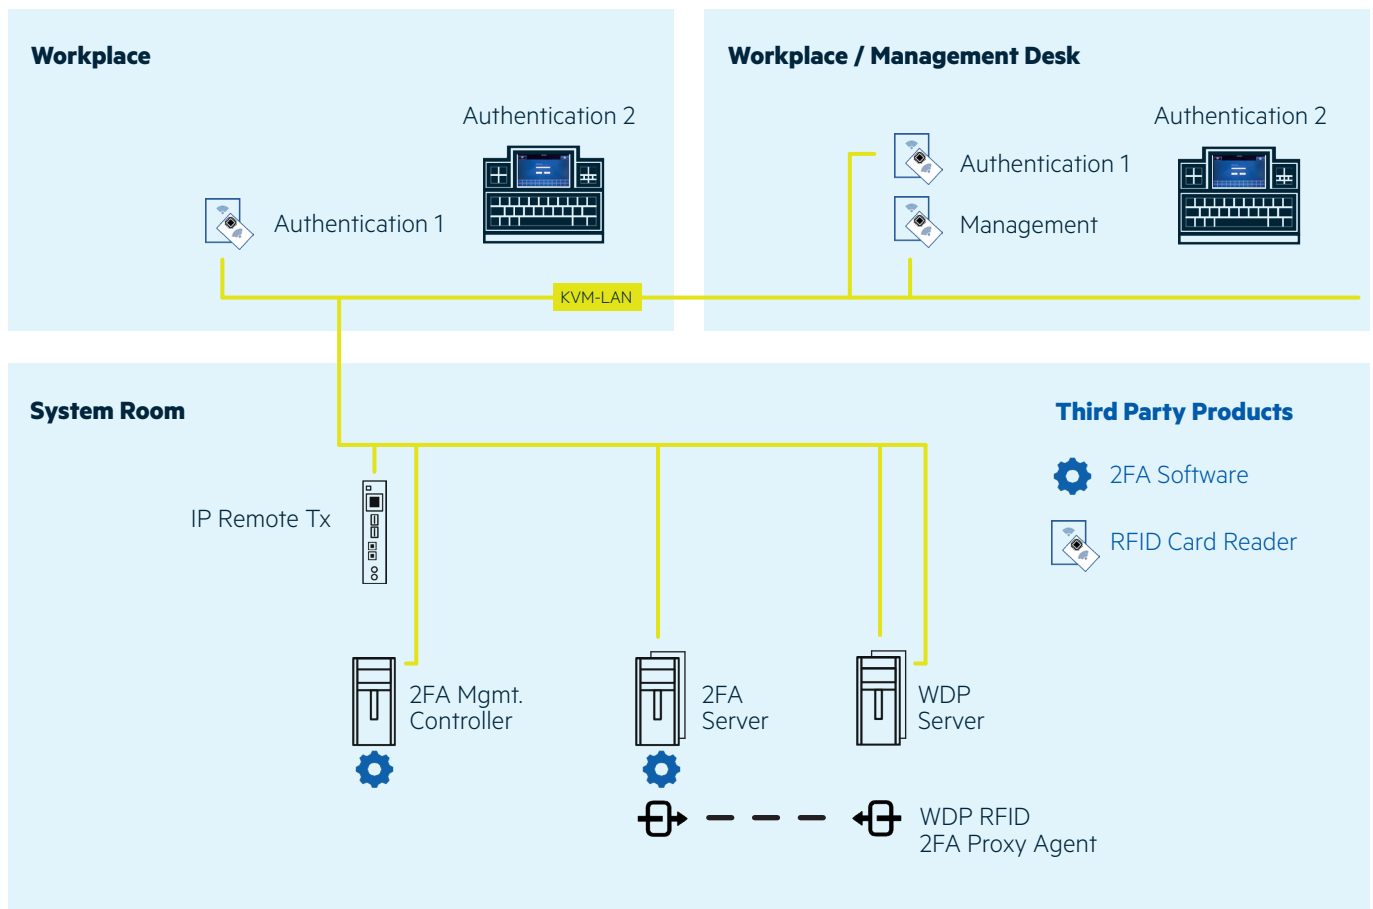 Workplace
Authentication 2
Authentication 1
Workplace / Management Desk
Authentication 2
Authentication 1
Management
KVM-LAN
System Room
Third Party Products
2FA Software
RFID Card Reader
IP Remote Tx
2FA Mgmt.
Controller
2FA
Server
WDP
Server
WDP RFID
2FA Proxy Agent